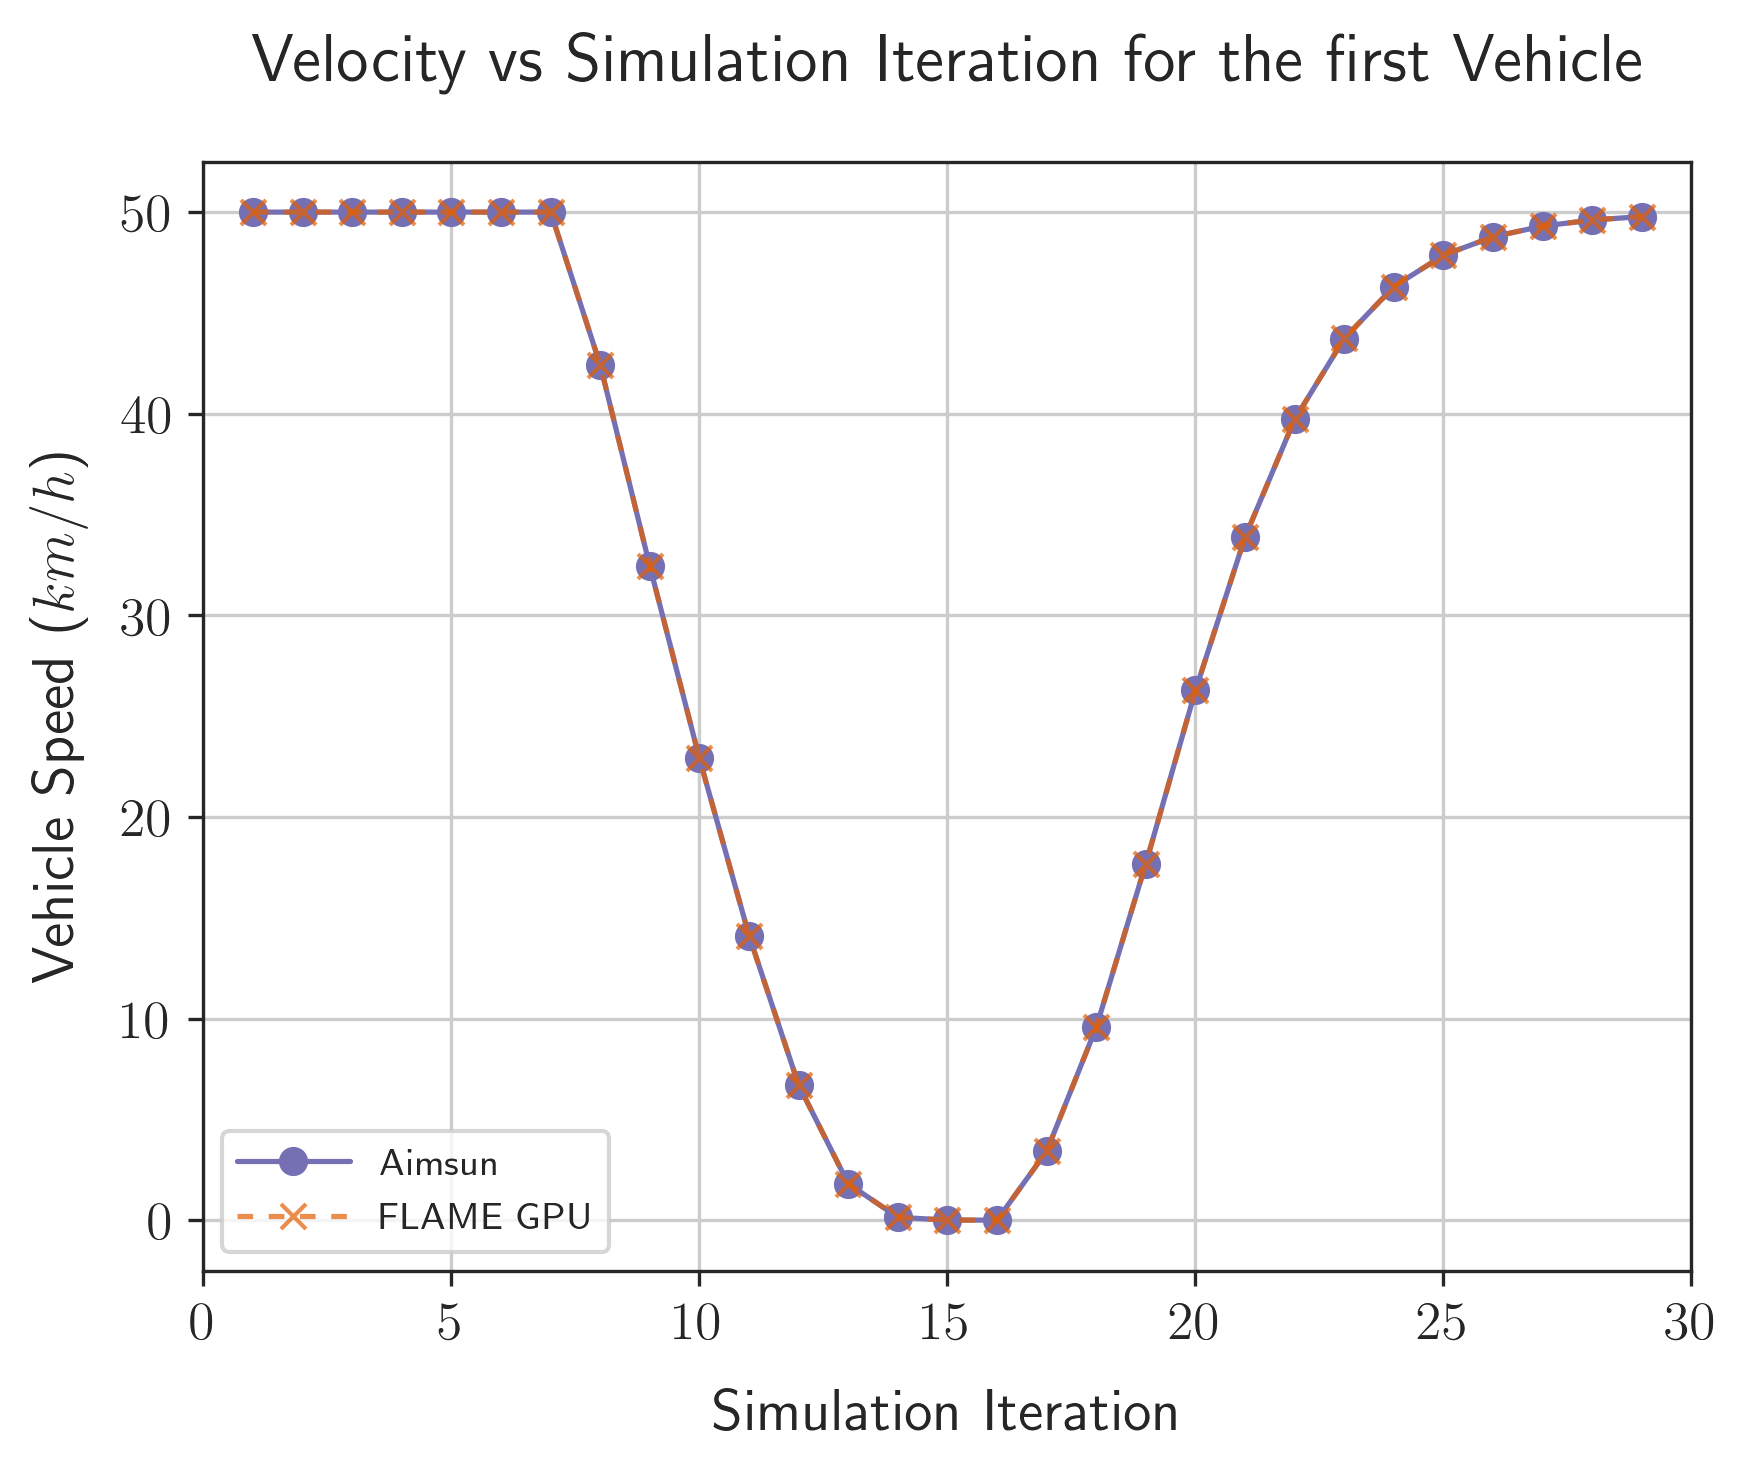 Velocity vs Simulation Iteration for the first Vehicle
Vehicle Speed (km/h)
50
40
30
20
10
0
Aimsun
FLAME GPU
0 5 10 15 20 25 30
Simulation Iteration